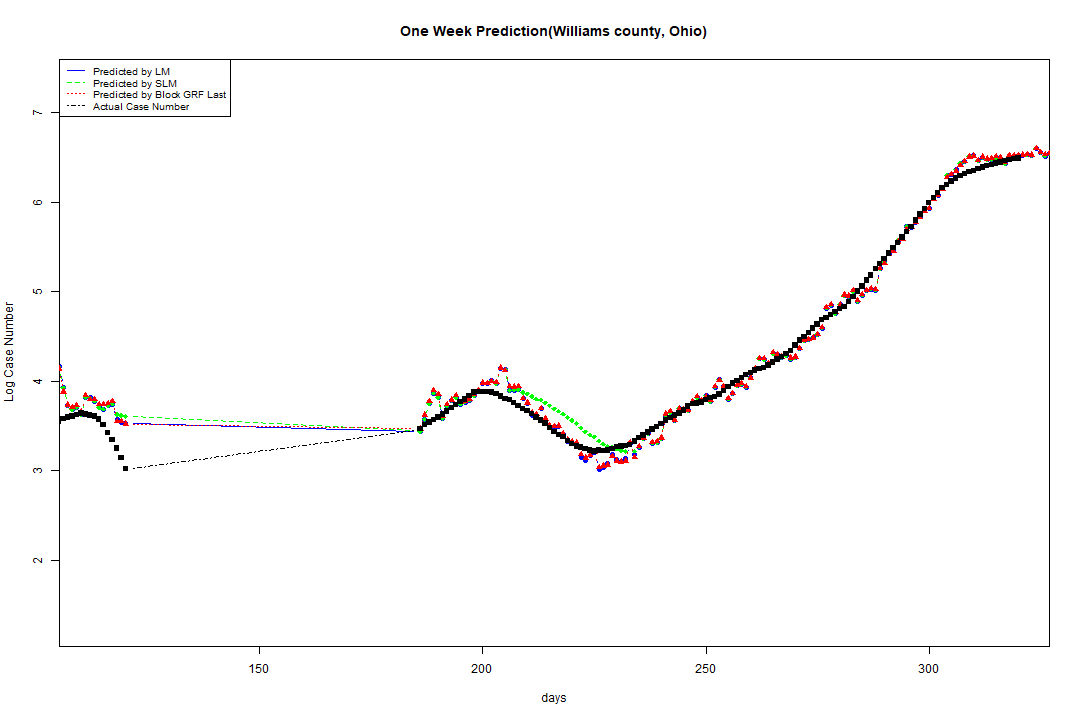 One Week Prediction(Williams county, Ohio)
Predicted by LM
Predicted by SLM
Predicted by Block GRF Last
Actual Case Number
7
6
5
4
3
2
Log Case Number
150
200
250
300
days